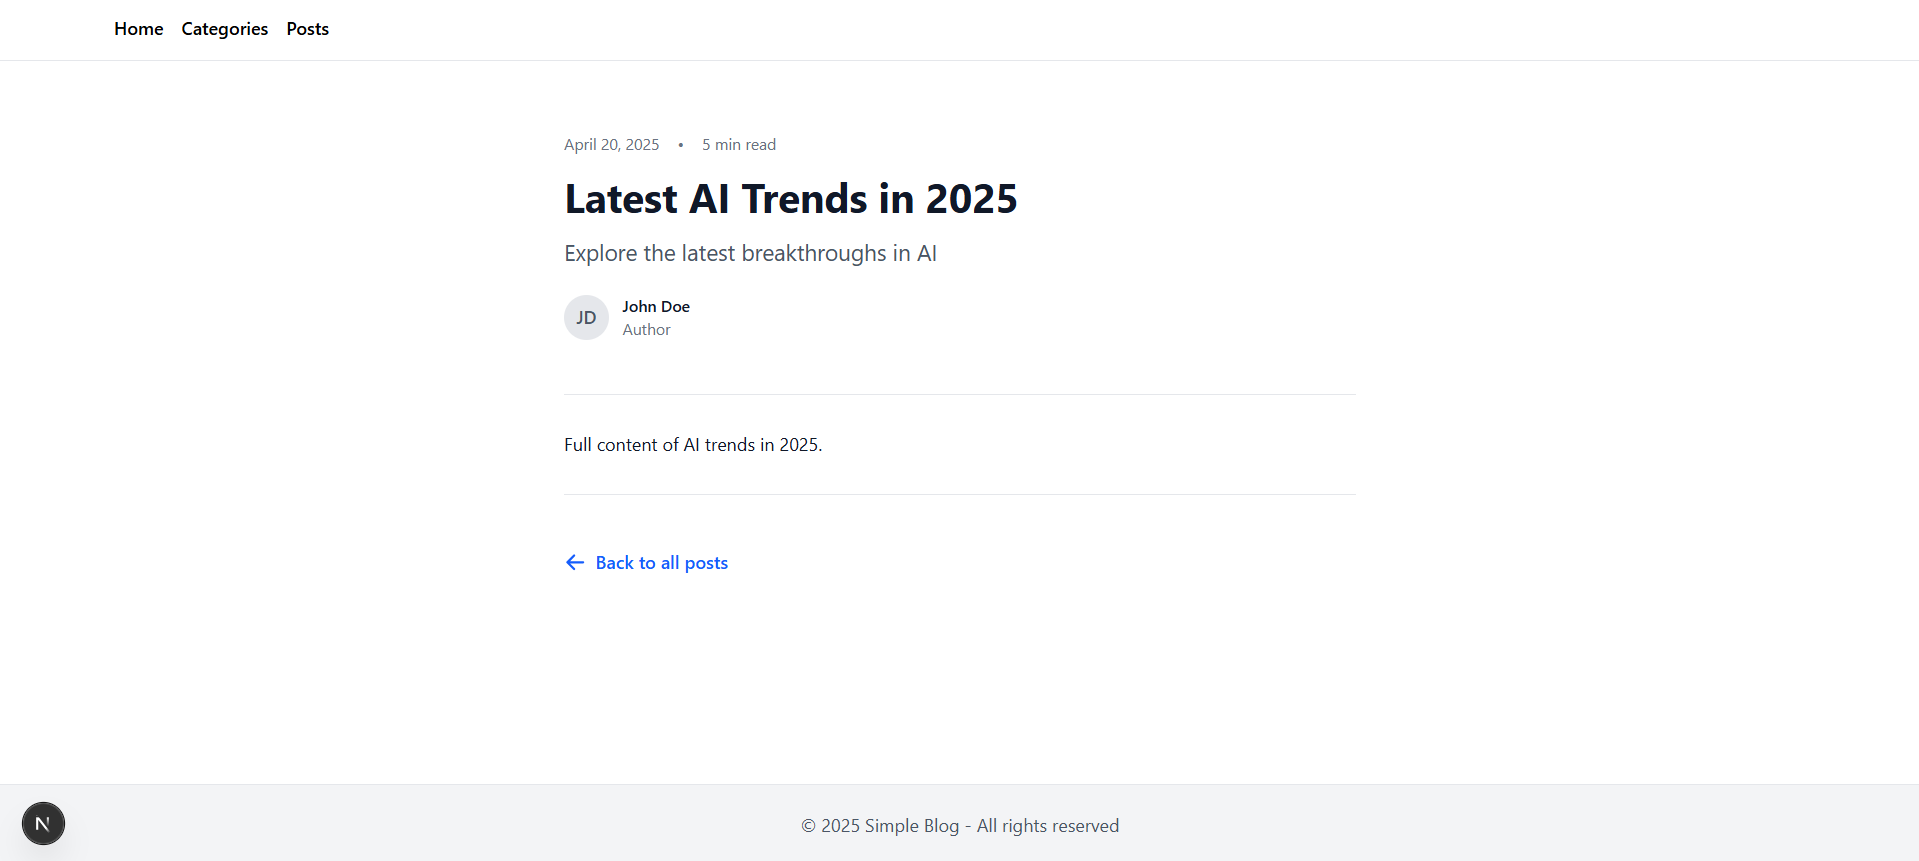 Home Categories Posts
April 20, 2025 • 5 min read
Latest AI Trends in 2025
Explore the latest breakthroughs in AI
JD
John Doe
Author
Full content of AI trends in 2025.
← Back to all posts
N
© 2025 Simple Blog - All rights reserved